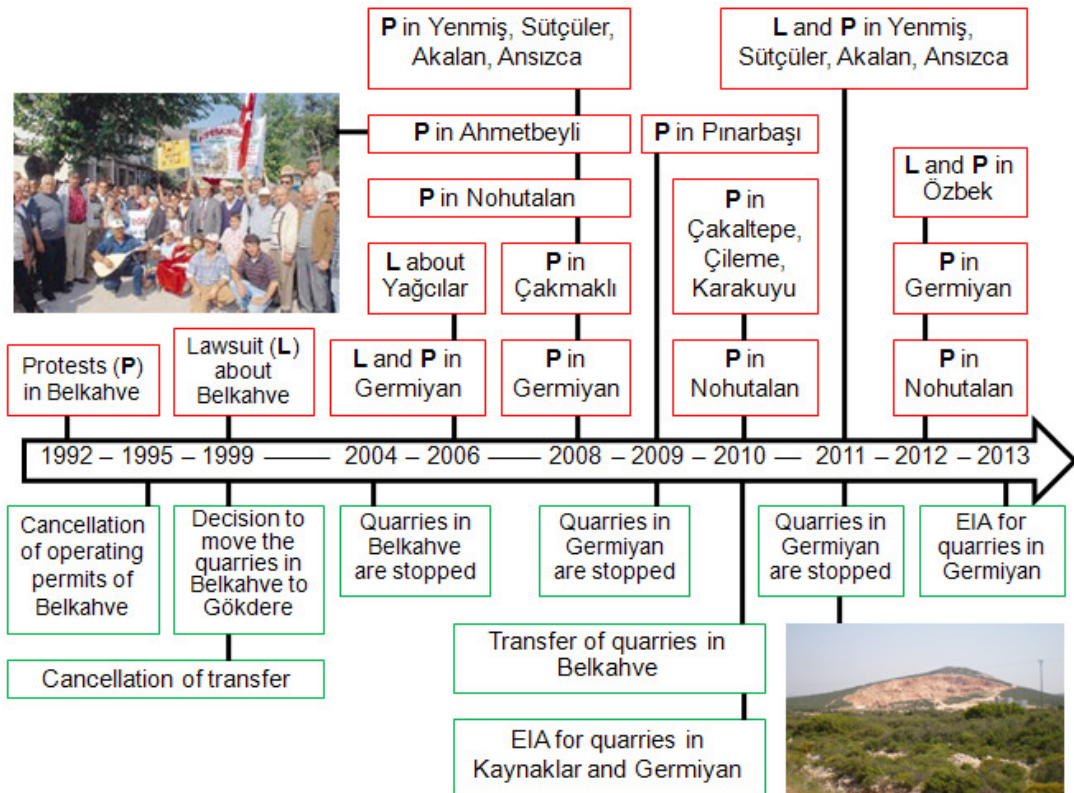 P in Yenmiş, Sütçüler,
Akalan, Ansızca
L and P in Yenmiş,
Sütçüler, Akalan, Ansızca
P in Ahmetbeyli
P in Pınarbaşı
P in Nohutalan
P in
Çakaltepe,
Çileme,
Karakuyu
L and P in
Özbek
L about
Yağcılar
P in
Çakmaklı
P in
Germiyan
Protests (P)
in Belkahve
Lawsuit (L)
about
Belkahve
L and P in
Germiyan
P in
Germiyan
P in
Nohutalan
P in
Nohutalan
1992 – 1995 – 1999 —— 2004 – 2006 —— 2008 – 2009 – 2010 — 2011 – 2012 – 2013
Cancellation
of operating
permits of
Belkahve
Decision to
move the
quarries in
Belkahve to
Gökdere
Quarries in
Belkahve
are stopped
Quarries in
Germiyan
are stopped
Quarries in
Germiyan
are stopped
EIA for
quarries in
Germiyan
Cancellation of transfer
Transfer of quarries in
Belkahve
EIA for quarries in
Kaynaklar and Germiyan